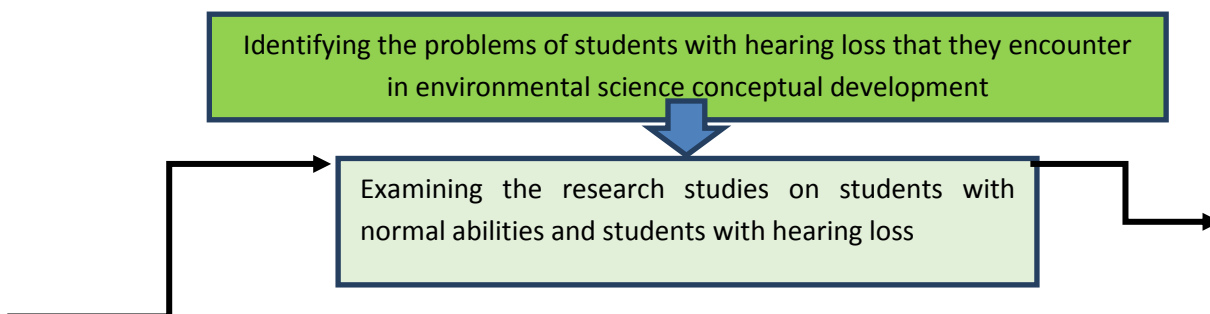 Identifying the problems of students with hearing loss that they encounter
in environmental science conceptual development
Examining the research studies on students with
normal abilities and students with hearing loss